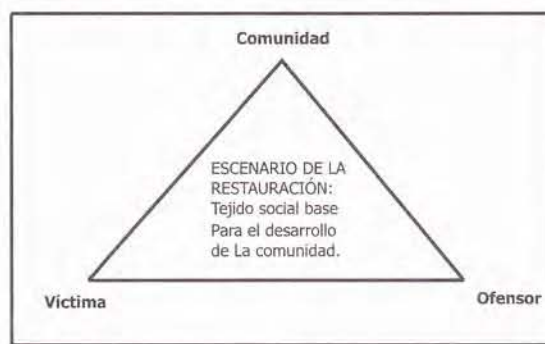 Comunidad
ESCENARIO DE LA
RESTAURACIÓN:
Tejido social base
Para el desarrollo
de La comunidad.
Víctima
Ofensor